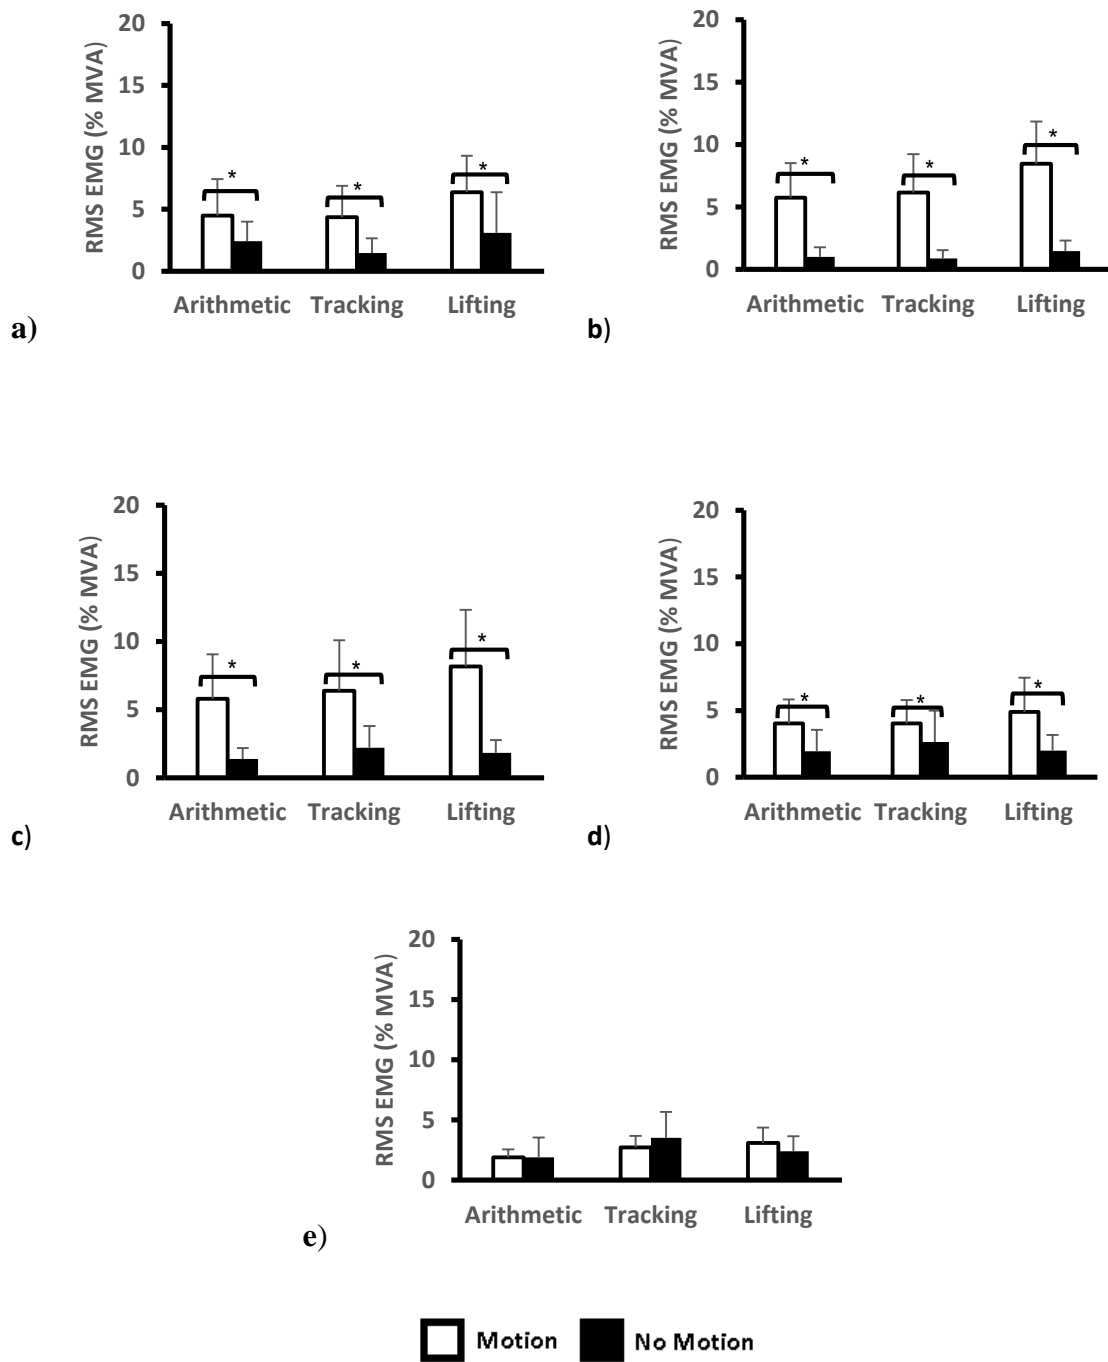 20
15
10
5
0
RMS EMG (% MVA)
*
*
*
Arithmetic Tracking Lifting
a)
20
15
10
5
0
RMS EMG (% MVA)
*
*
*
Arithmetic Tracking Lifting
b)
20
15
10
5
0
RMS EMG (% MVA)
*
*
*
Arithmetic Tracking Lifting
c)
20
15
10
5
0
RMS EMG (% MVA)
*
*
*
Arithmetic Tracking Lifting
d)
20
15
10
5
0
RMS EMG (% MVA)
Arithmetic Tracking Lifting
e)
Motion No Motion